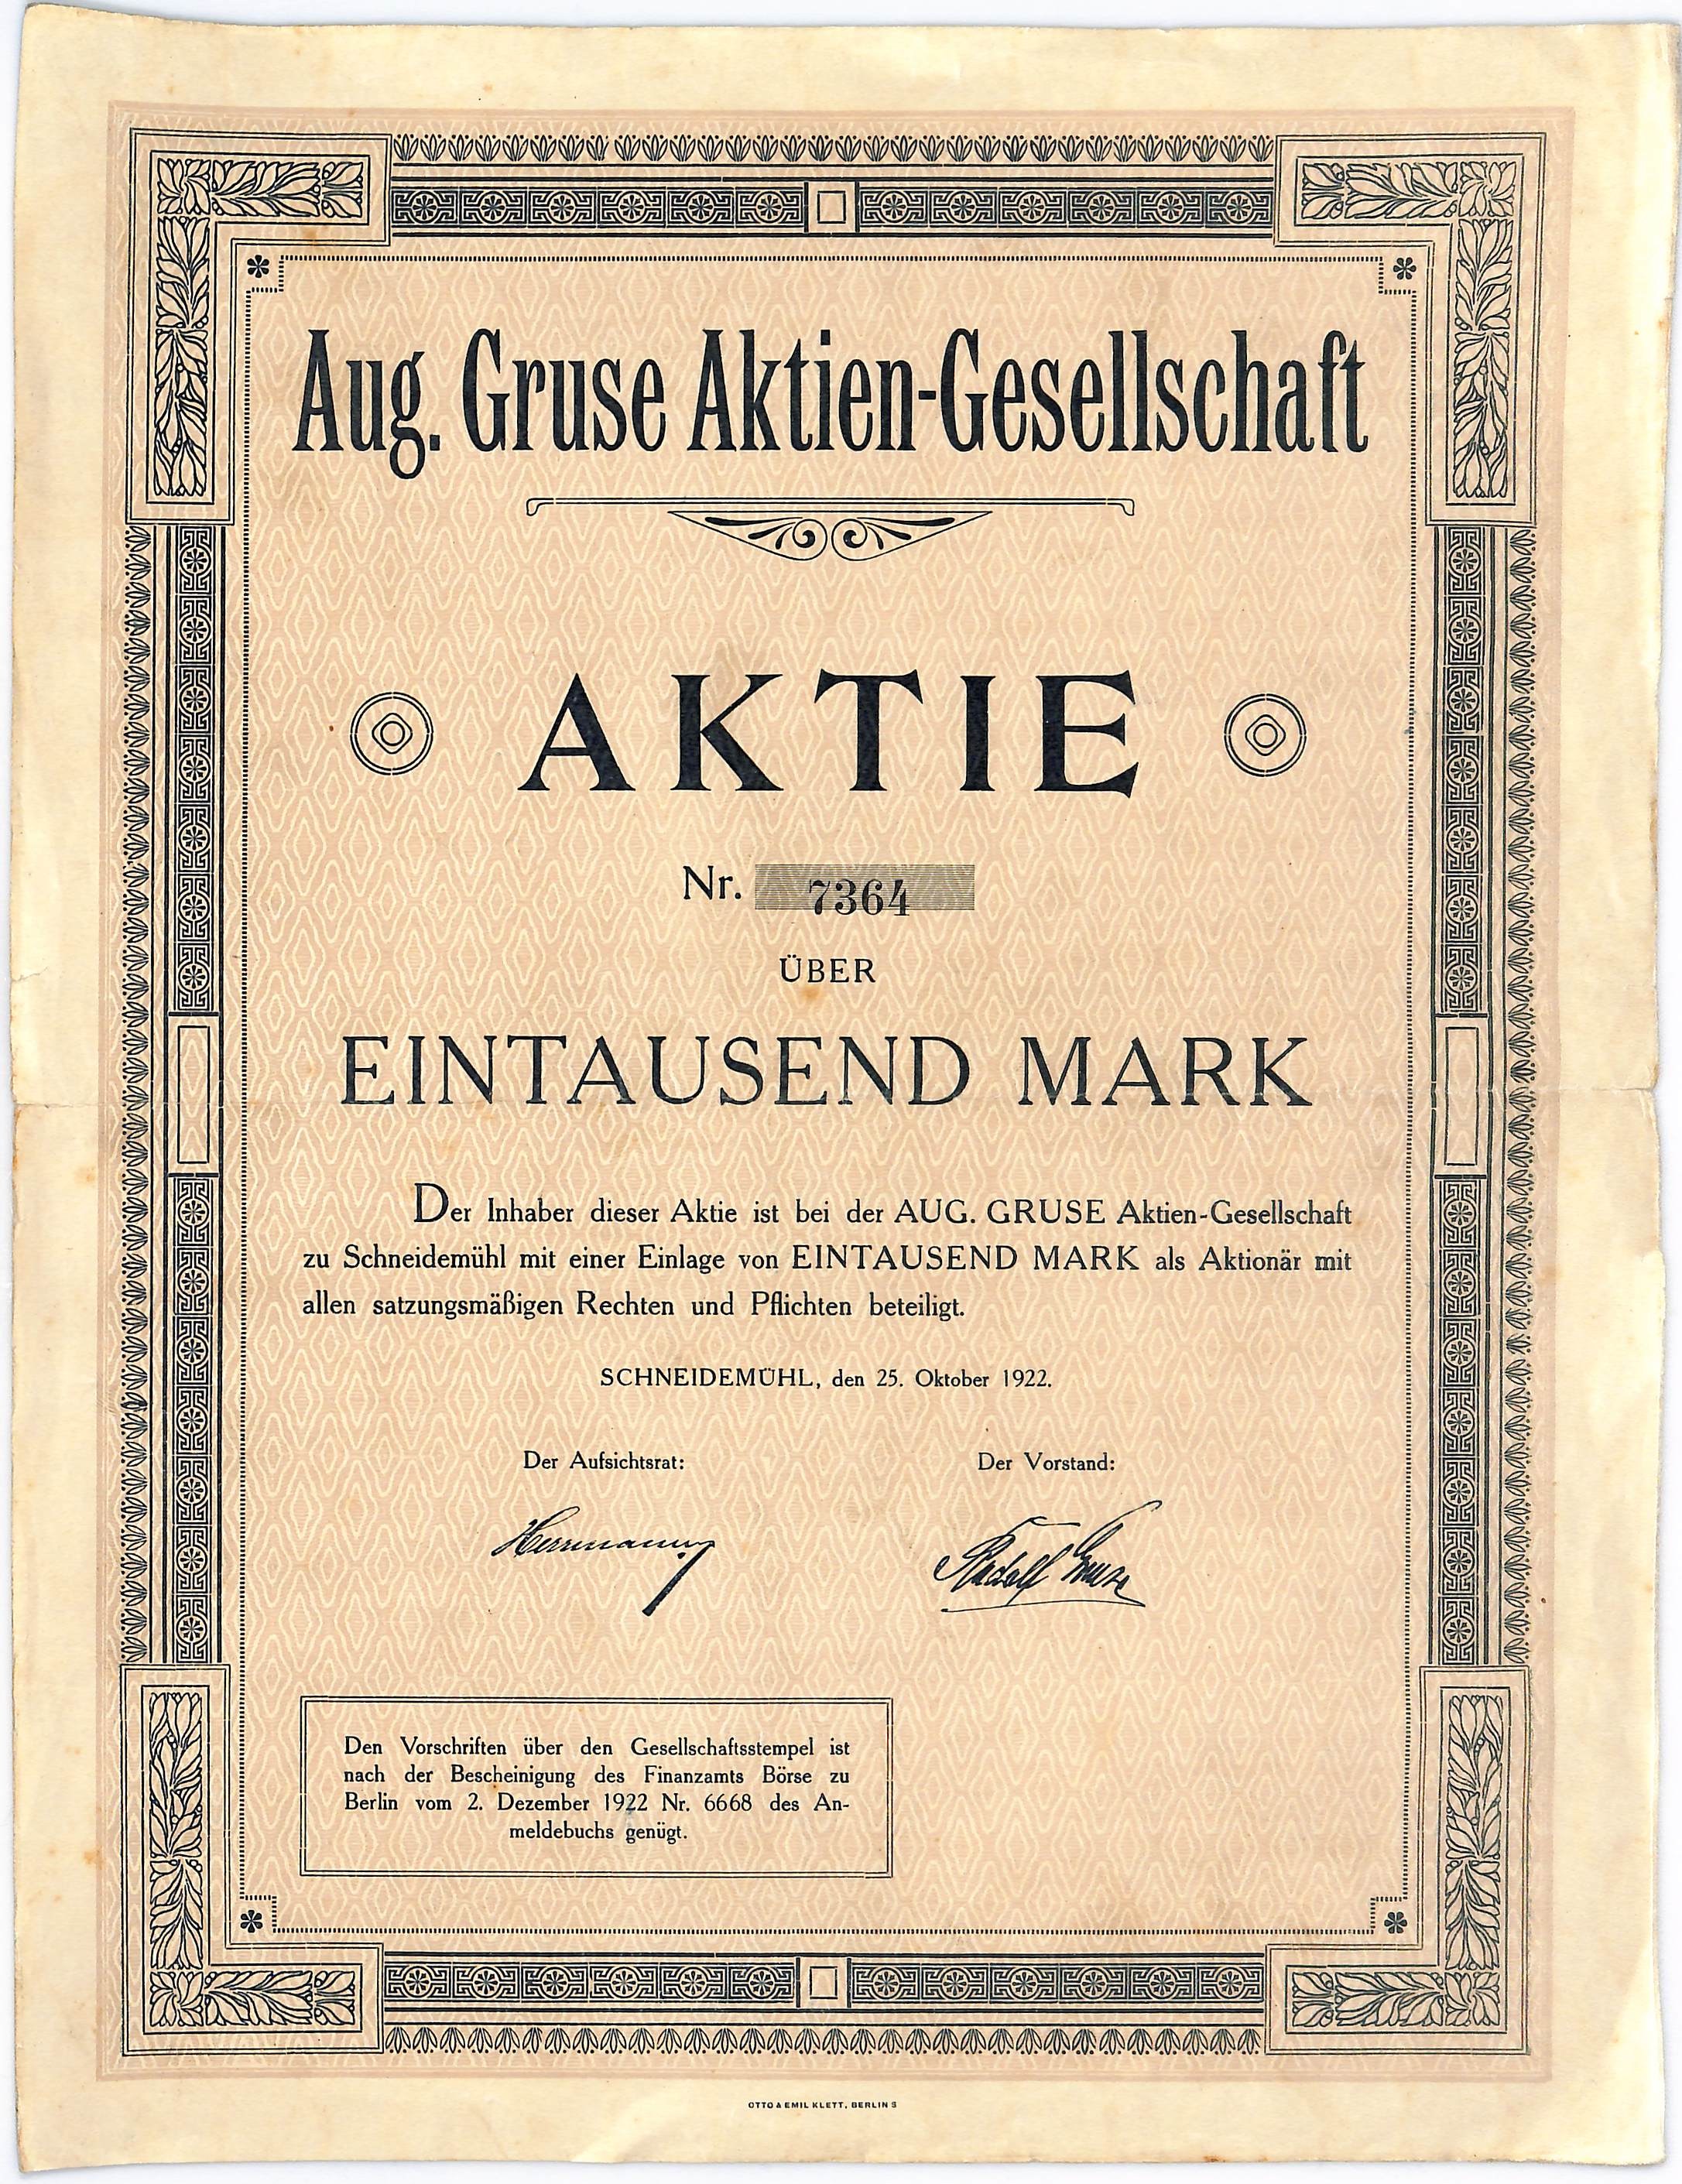 Aug. Gruse Aktien-Gesellschaft
AKTIE
Nr. 7364
ÜBER
EINTAUSEND MARK
Der Inhaber dieser Aktie ist bei der AUG. GRUSE Aktien-Gesellschaft
zu Schneidemühl mit einer Einlage von EINTAUSEND MARK als Aktionär mit
allen satzungsmäßigen Rechten und Pflichten beteiligt.
SCHNEIDEMÜHL, den 25. Oktober 1922.
Der Aufsichtsrat: Der Vorstand:
Herrmann Rudolf Gruse
Den Vorschriften über den Gesellschaftsstempel ist
nach der Bescheinigung des Finanzamts Börse zu
Berlin vom 2. Dezember 1922 Nr. 6668 des An-
meldebuchs genügt.
OTTO & EMIL KLETT, BERLIN S